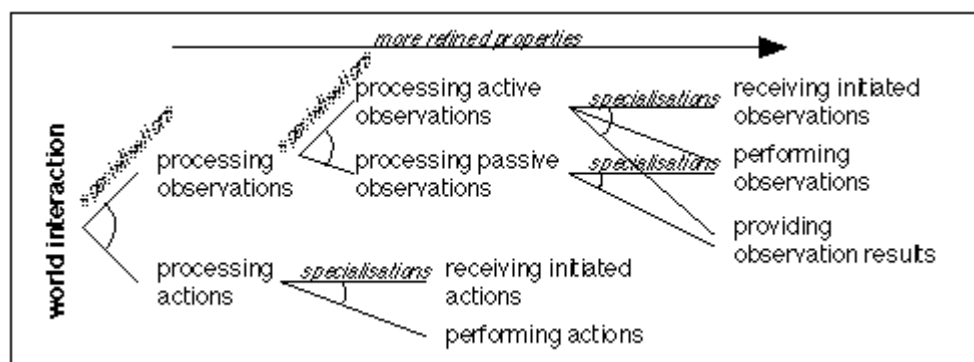 more refined properties
specialisations
specialisations
processing active
observations
specialisations
receiving initiated
observations
processing
observations
processing passive
observations
specialisations
performing
observations
world interaction
providing
observation results
processing
actions
specialisations
receiving initiated
actions
performing actions